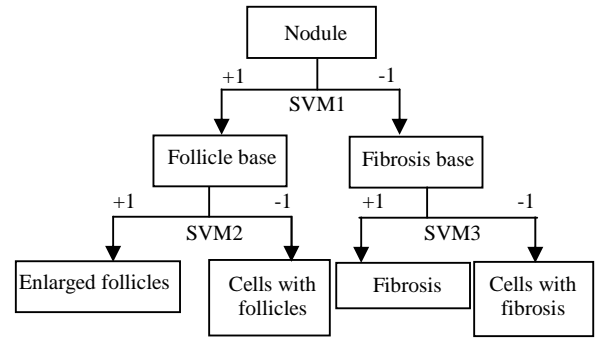 Nodule
+1 -1
SVM1
Follicle base Fibrosis base
+1 -1 +1 -1
SVM2 SVM3
Enlarged follicles Cells with follicles Fibrosis Cells with fibrosis